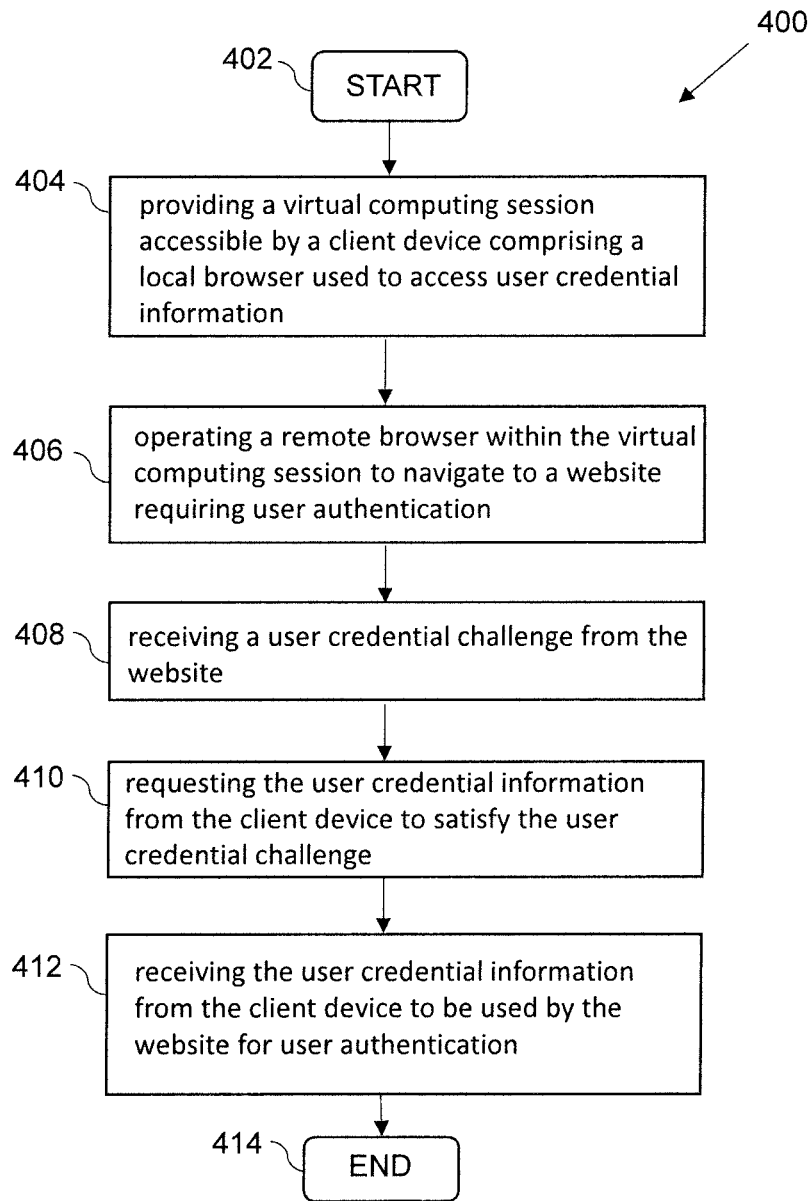 400
402
START
404
providing a virtual computing session
accessible by a client device comprising a
local browser used to access user credential
information
406
operating a remote browser within the virtual
computing session to navigate to a website
requiring user authentication
408
receiving a user credential challenge from the
website
410
requesting the user credential information
from the client device to satisfy the user
credential challenge
412
receiving the user credential information
from the client device to be used by the
website for user authentication
414
END